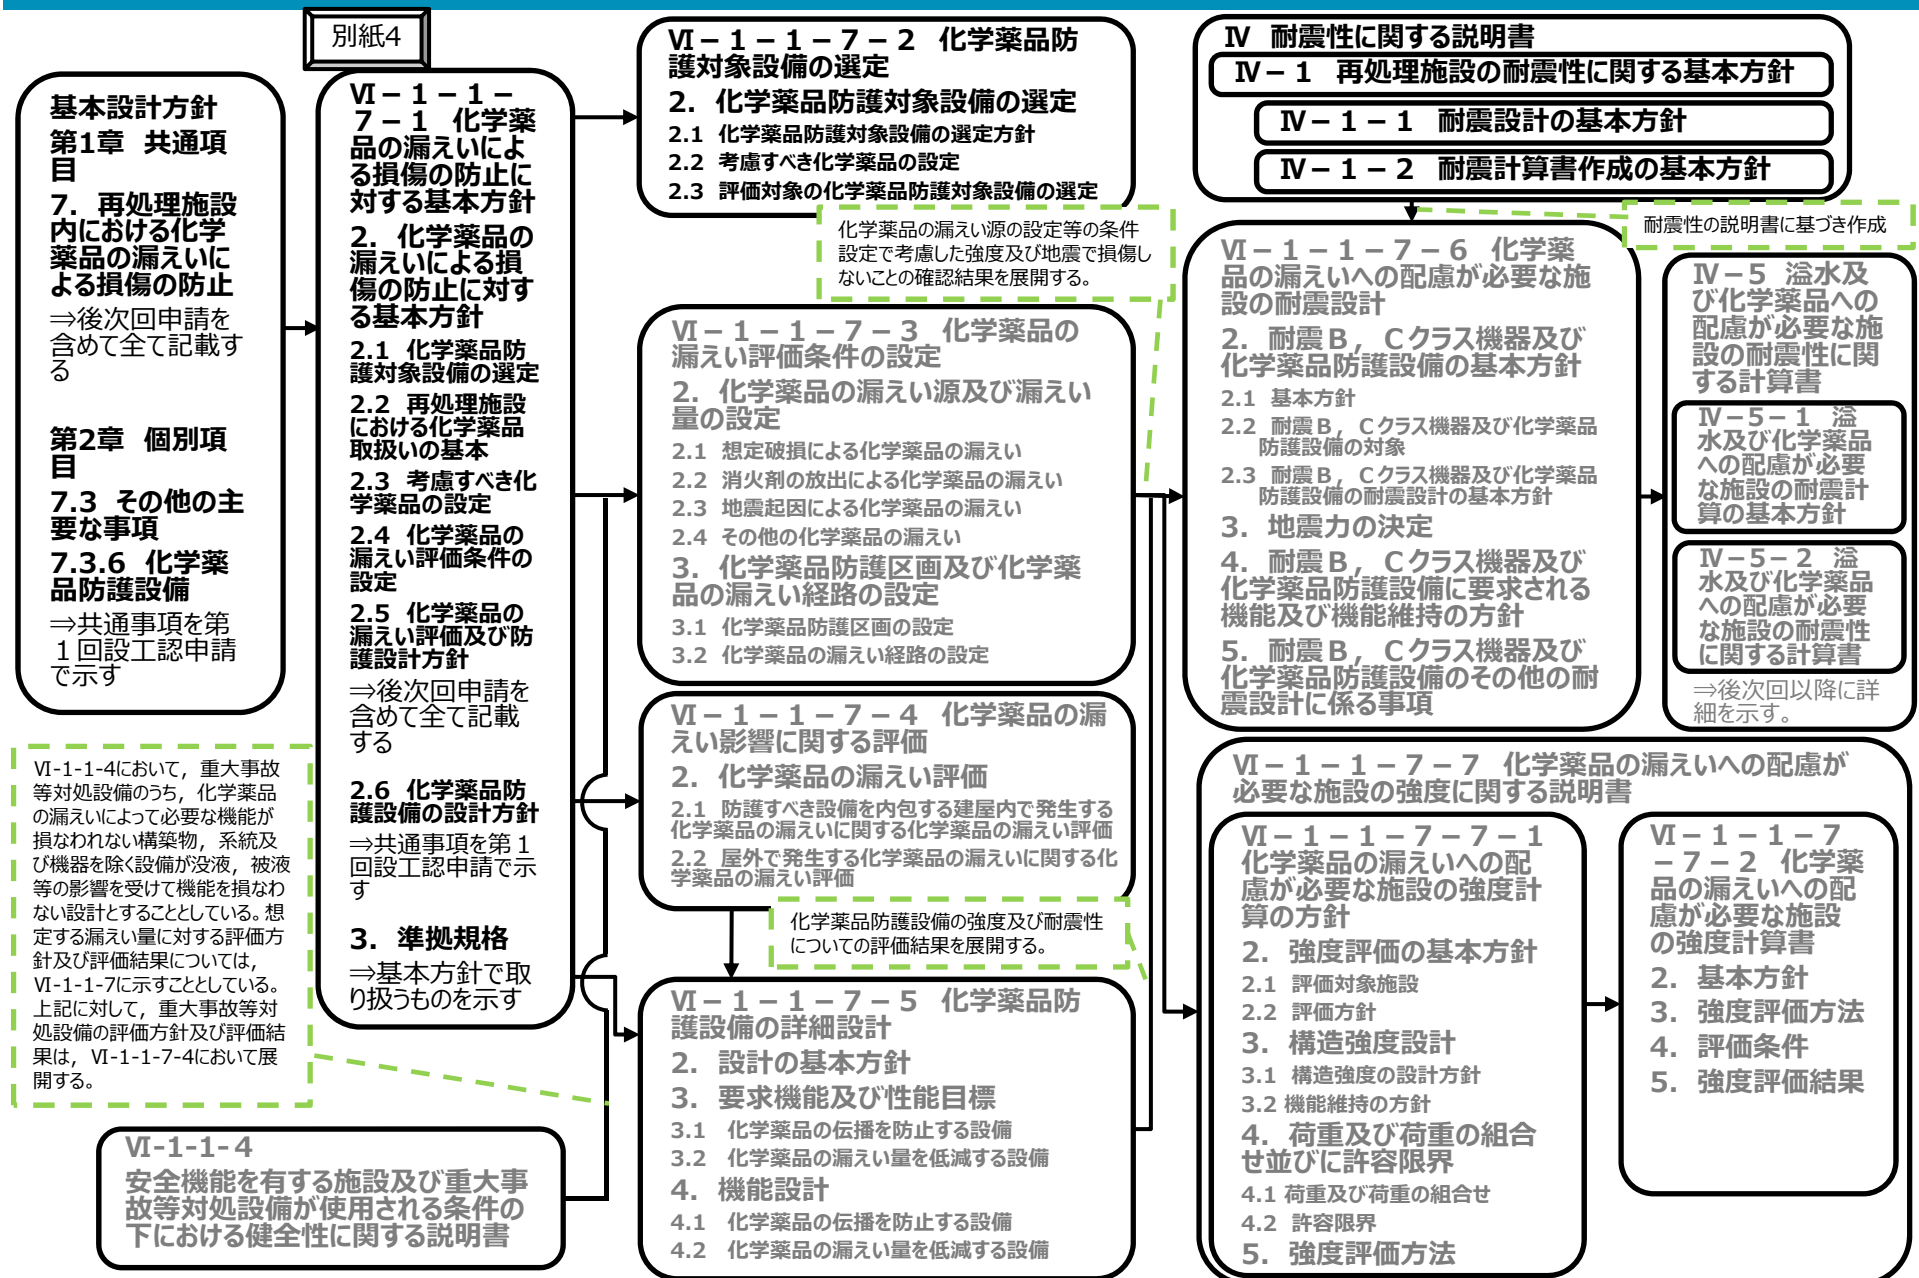 別紙4
基本設計方針
第1章 共通項
目
7. 再処理施設
内における化学
薬品の漏えいに
よる損傷の防止
⇒後次回申請を
含めて全て記載す
る
第2章 個別項
目
7.3 その他の主
要な事項
7.3.6 化学薬
品防護設備
⇒共通事項を第
1回設工認申請
で示す
Ⅵ－1－1－
7－1 化学薬
品の漏えいによ
る損傷の防止に
対する基本方針
2. 化学薬品の
漏えいによる損
傷の防止に対す
る基本方針
2.1 化学薬品防
護対象設備の選定
2.2 再処理施設
における化学薬品
取扱いの基本
2.3 考慮すべき化
学薬品の設定
2.4 化学薬品の
漏えい評価条件の
設定
2.5 化学薬品の
漏えい評価及び防
護設計方針
⇒後次回申請を
含めて全て記載
する
2.6 化学薬品防
護設備の設計方針
⇒共通事項を第1
回設工認申請で示
す
3. 準拠規格
⇒基本方針で取
り扱うものを示す
Ⅵ-1-1-4において，重大事故
等対処設備のうち，化学薬品
の漏えいによって必要な機能が
損なわれない構築物，系統及
び機器を除く設備が没液，被液
等の影響を受けて機能を損なわ
ない設計とすることとしている。想
定する漏えい量に対する評価方
針及び評価結果については，
Ⅵ-1-1-7に示すこととしている。
上記に対して，重大事故等対
処設備の評価方針及び評価結
果は，Ⅵ-1-1-7-4において展
開する。
Ⅵ-1-1-4
安全機能を有する施設及び重大事
故等対処設備が使用される条件の
下における健全性に関する説明書
Ⅵ－1－1－7－2 化学薬品防
護対象設備の選定
2. 化学薬品防護対象設備の選定
2.1 化学薬品防護対象設備の選定方針
2.2 考慮すべき化学薬品の設定
2.3 評価対象の化学薬品防護対象設備の選定
化学薬品の漏えい源の設定等の条件
設定で考慮した強度及び地震で損傷し
ないことの確認結果を展開する。
Ⅵ－1－1－7－3 化学薬品の
漏えい評価条件の設定
2. 化学薬品の漏えい源及び漏えい
量の設定
2.1 想定破損による化学薬品の漏えい
2.2 消火剤の放出による化学薬品の漏えい
2.3 地震起因による化学薬品の漏えい
2.4 その他の化学薬品の漏えい
3. 化学薬品防護区画及び化学薬
品の漏えい経路の設定
3.1 化学薬品防護区画の設定
3.2 化学薬品の漏えい経路の設定
Ⅵ－1－1－7－4 化学薬品の漏
えい影響に関する評価
2. 化学薬品の漏えい評価
2.1 防護すべき設備を内包する建屋内で発生する
化学薬品の漏えいに関する化学薬品の漏えい評価
2.2 屋外で発生する化学薬品の漏えいに関する化
学薬品の漏えい評価
化学薬品防護設備の強度及び耐震性
についての評価結果を展開する。
Ⅵ－1－1－7－5 化学薬品防
護設備の詳細設計
2. 設計の基本方針
3. 要求機能及び性能目標
3.1 化学薬品の伝播を防止する設備
3.2 化学薬品の漏えい量を低減する設備
4. 機能設計
4.1 化学薬品の伝播を防止する設備
4.2 化学薬品の漏えい量を低減する設備
Ⅳ 耐震性に関する説明書
Ⅳ－1 再処理施設の耐震性に関する基本方針
Ⅳ－1－1 耐震設計の基本方針
Ⅳ－1－2 耐震計算書作成の基本方針
耐震性の説明書に基づき作成
Ⅵ－1－1－7－6 化学薬
品の漏えいへの配慮が必要な施
設の耐震設計
2. 耐震B，Cクラス機器及び
化学薬品防護設備の基本方針
2.1 基本方針
2.2 耐震B，Cクラス機器及び化学薬品
防護設備の対象
2.3 耐震B，Cクラス機器及び化学薬品
防護設備の耐震設計の基本方針
3. 地震力の決定
4. 耐震B，Cクラス機器及び
化学薬品防護設備に要求される
機能及び機能維持の方針
5. 耐震B，Cクラス機器及び
化学薬品防護設備のその他の耐
震設計に係る事項
Ⅳ－5 溢水及
び化学薬品への
配慮が必要な施
設の耐震性に関
する計算書
Ⅳ－5－1 溢
水及び化学薬品
への配慮が必要
な施設の耐震計
算の基本方針
Ⅳ－5－2 溢
水及び化学薬品
への配慮が必要
な施設の耐震性
に関する計算書
⇒後次回以降に詳
細を示す。
Ⅵ－1－1－7－7 化学薬品の漏えいへの配慮が
必要な施設の強度に関する説明書
Ⅵ－1－1－7－7－1
化学薬品の漏えいへの配
慮が必要な施設の強度計
算の方針
2. 強度評価の基本方針
2.1 評価対象施設
2.2 評価方針
3. 構造強度設計
3.1 構造強度の設計方針
3.2 機能維持の方針
4. 荷重及び荷重の組合
せ並びに許容限界
4.1 荷重及び荷重の組合せ
4.2 許容限界
5. 強度評価方法
Ⅵ－1－1－7
－7－2 化学薬
品の漏えいへの配
慮が必要な施設
の強度計算書
2. 基本方針
3. 強度評価方法
4. 評価条件
5. 強度評価結果